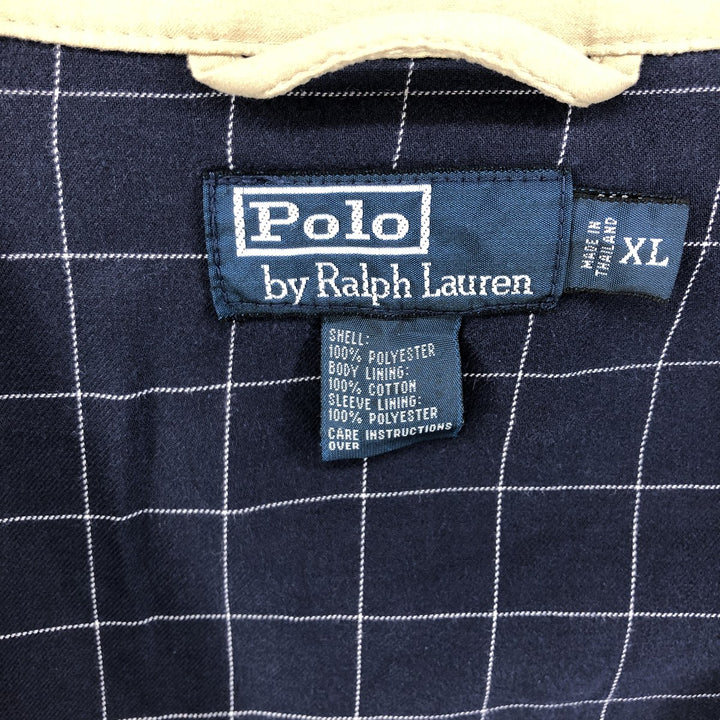 Polo
by Ralph Lauren
MADE IN
THAILAND
XL
SHELL:
100% POLYESTER
BODY LINING:
100% COTTON
SLEEVE LINING:
100% POLYESTER
CARE INSTRUCTIONS
OVER